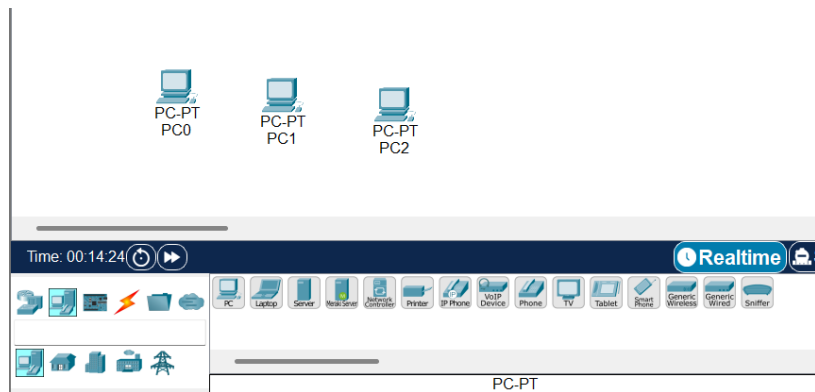 PC-PT
PC0
PC-PT
PC1
PC-PT
PC2
Time: 00:14:24
Realtime
PC
Laptop
Server
Meraki Server
Network
Controller
Printer
IP Phone
VoIP
Device
Phone
TV
Tablet
Smart
Phone
Generic
Wireless
Generic
Wired
Sniffer
PC-PT